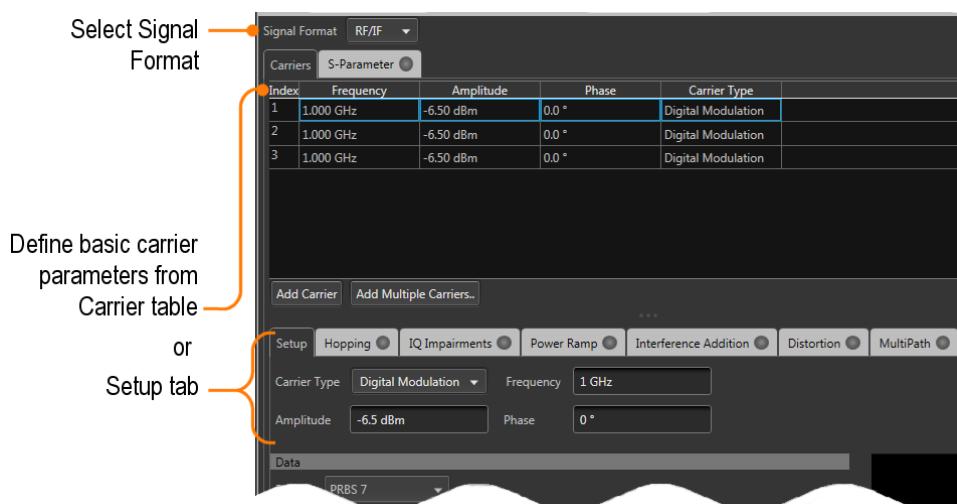 Select Signal
Format
Signal Format RF/IF
Carriers S-Parameter
Index Frequency Amplitude Phase Carrier Type
1 1.000 GHz -6.50 dBm 0.0 ° Digital Modulation
2 1.000 GHz -6.50 dBm 0.0 ° Digital Modulation
3 1.000 GHz -6.50 dBm 0.0 ° Digital Modulation
Define basic carrier
parameters from
Carrier table
or
Setup tab
Add Carrier Add Multiple Carriers..
Setup Hopping IQ Impairments Power Ramp Interference Addition Distortion MultiPath
Carrier Type Digital Modulation Frequency 1 GHz
Amplitude -6.5 dBm Phase 0 °
Data
PRBS 7